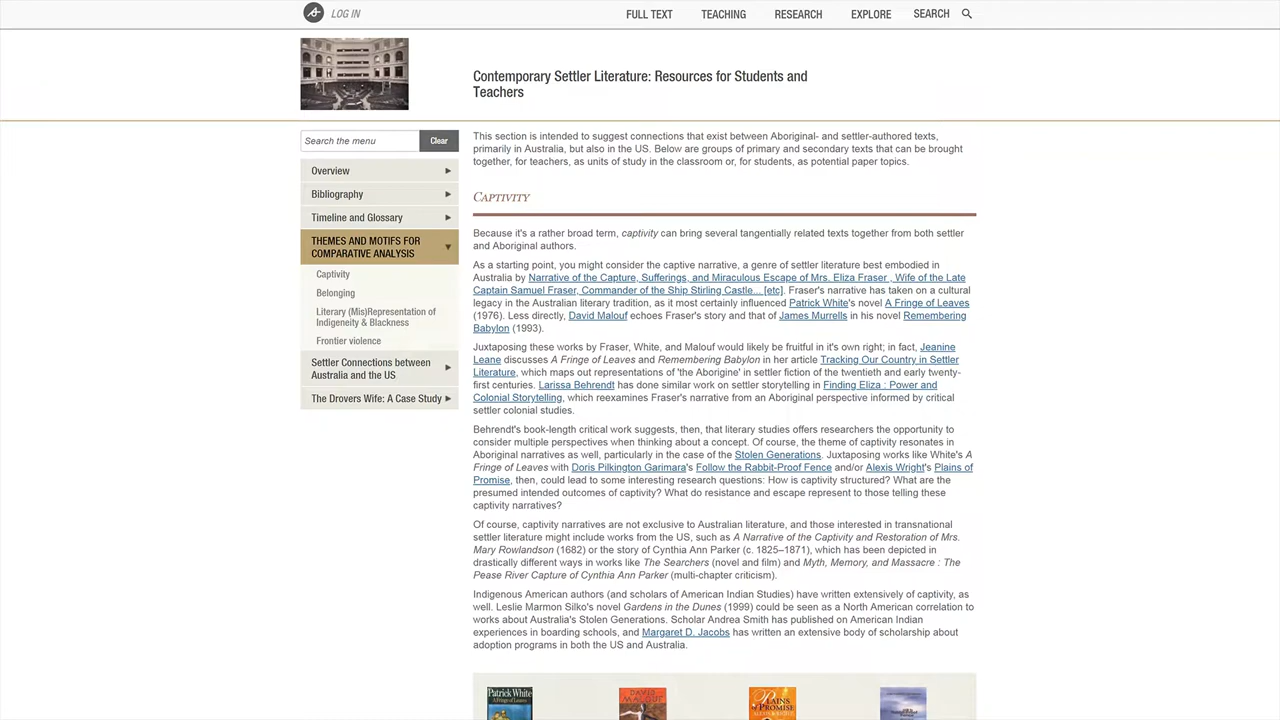 LOG IN
FULL TEXT
TEACHING
RESEARCH
EXPLORE
SEARCH
Contemporary Settler Literature: Resources for Students and
Teachers
Search the menu
Clear
Overview
Bibliography
Timeline and Glossary
THEMES AND MOTIFS FOR
COMPARATIVE ANALYSIS
Captivity
Belonging
Literary (Mis)Representation of
Indigeneity & Blackness
Frontier violence
Settler Connections between
Australia and the US
The Drovers Wife: A Case Study
This section is intended to suggest connections that exist between Aboriginal- and settler-authored texts,
primarily in Australia, but also in the US. Below are groups of primary and secondary texts that can be brought
together, for teachers, as units of study in the classroom or, for students, as potential paper topics.
CAPTIVITY
Because it's a rather broad term, captivity can bring several tangentially related texts together from both settler
and Aboriginal authors.
As a starting point, you might consider the captive narrative, a genre of settler literature best embodied in
Australia by Narrative of the Capture, Sufferings, and Miraculous Escape of Mrs. Eliza Fraser , Wife of the Late
Captain Samuel Fraser, Commander of the Ship Stirling Castle... [etc]. Fraser's narrative has taken on a cultural
legacy in the Australian literary tradition, as it most certainly influenced Patrick White's novel A Fringe of Leaves
(1976). Less directly, David Malouf echoes Fraser's story and that of James Murrells in his novel Remembering
Babylon (1993).
Juxtaposing these works by Fraser, White, and Malouf would likely be fruitful in it's own right; in fact, Jeanine
Leane discusses A Fringe of Leaves and Remembering Babylon in her article Tracking Our Country in Settler
Literature, which maps out representations of 'the Aborigine' in settler fiction of the twentieth and early twenty-
first centuries. Larissa Behrendt has done similar work on settler storytelling in Finding Eliza : Power and
Colonial Storytelling, which reexamines Fraser's narrative from an Aboriginal perspective informed by critical
settler colonial studies.
Behrendt's book-length critical work suggests, then, that literary studies offers researchers the opportunity to
consider multiple perspectives when thinking about a concept. Of course, the theme of captivity resonates in
Aboriginal narratives as well, particularly in the case of the Stolen Generations. Juxtaposing works like White's A
Fringe of Leaves with Doris Pilkington Garimara's Follow the Rabbit-Proof Fence and/or Alexis Wright's Plains of
Promise, then, could lead to some interesting research questions: How is captivity structured? What are the
presumed intended outcomes of captivity? What do resistance and escape represent to those telling these
captivity narratives?
Of course, captivity narratives are not exclusive to Australian literature, and those interested in transnational
settler literature might include works from the US, such as A Narrative of the Captivity and Restoration of Mrs.
Mary Rowlandson (1682) or the story of Cynthia Ann Parker (c. 1825–1871), which has been depicted in
drastically different ways in works like The Searchers (novel and film) and Myth, Memory, and Massacre : The
Pease River Capture of Cynthia Ann Parker (multi-chapter criticism).
Indigenous American authors (and scholars of American Indian Studies) have written extensively of captivity, as
well. Leslie Marmon Silko's novel Gardens in the Dunes (1999) could be seen as a North American correlation to
works about Australia's Stolen Generations. Scholar Andrea Smith has published on American Indian
experiences in boarding schools, and Margaret D. Jacobs has written an extensive body of scholarship about
adoption programs in both the US and Australia.
Patrick White
A Fringe of Leaves
DAVID
MALOUF
PLAINS
OF PROMISE